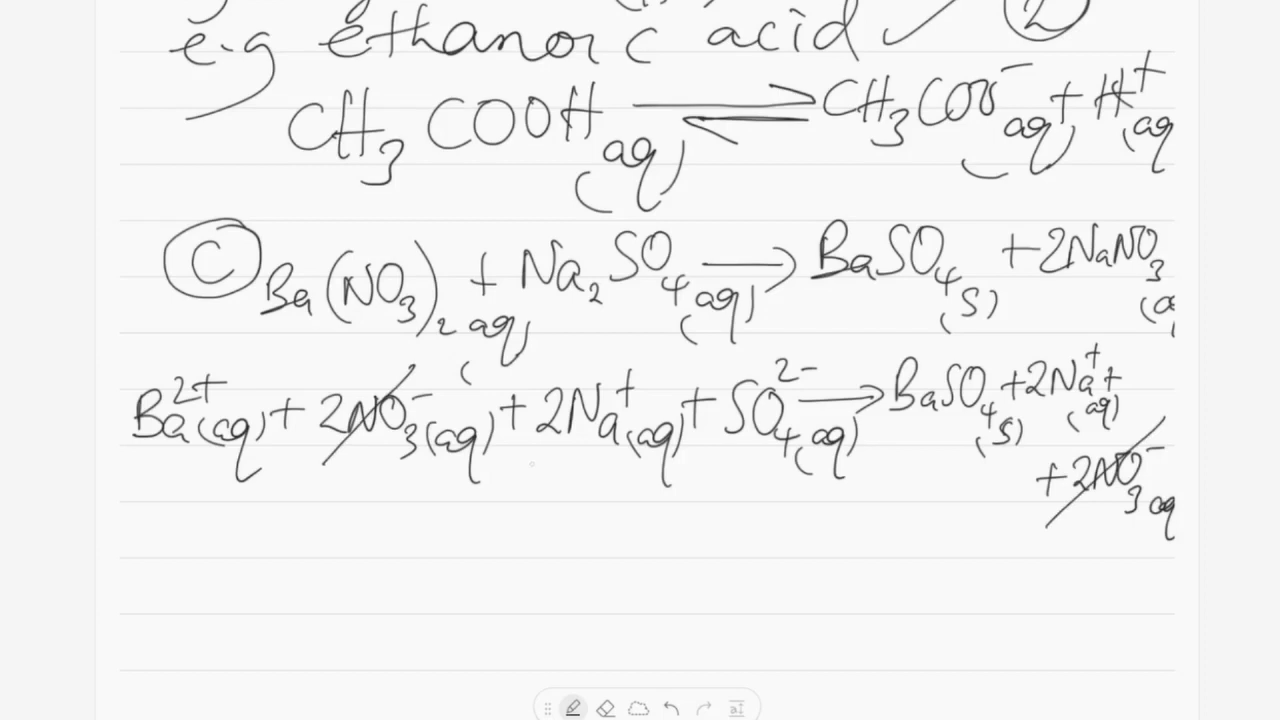 e.g ethanoic acid ✓ 2
CH₃COOH(aq) ⇌ CH₃COO⁻(aq) + H⁺(aq
C Ba(NO₃)₂(aq) + Na₂SO₄(aq) → BaSO₄(s) + 2NaNO₃(a
Ba²⁺(aq) + 2NO₃⁻(aq) + 2Na⁺(aq) + SO₄²⁻(aq) → BaSO₄(s) + 2Na⁺(aq) +
+ 2NO₃⁻aq